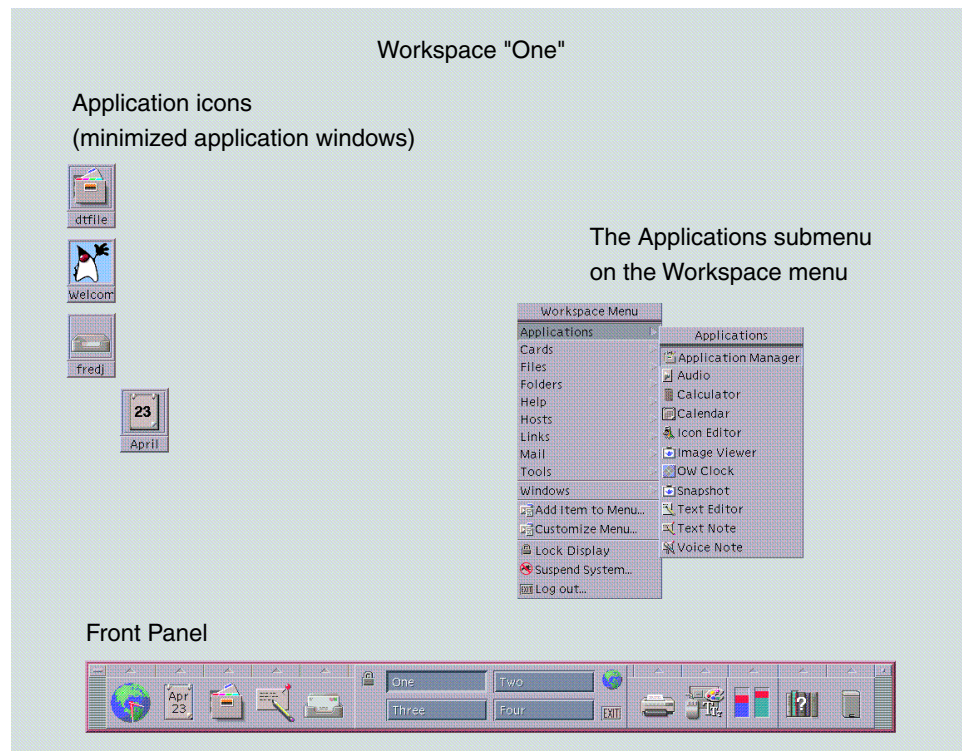 Workspace "One"
Application icons
(minimized application windows)
dtfile
Welcom
fredj
23
April
The Applications submenu
on the Workspace menu
Workspace Menu
Applications
Cards
Files
Folders
Help
Hosts
Links
Mail
Tools
Windows
Add Item to Menu...
Customize Menu...
Lock Display
Suspend System...
EXIT Log out...
Applications
Application Manager
Audio
Calculator
Calendar
Icon Editor
Image Viewer
OW Clock
Snapshot
Text Editor
Text Note
Voice Note
Front Panel
Apr
23
One
Two
Three
Four
EXIT
?